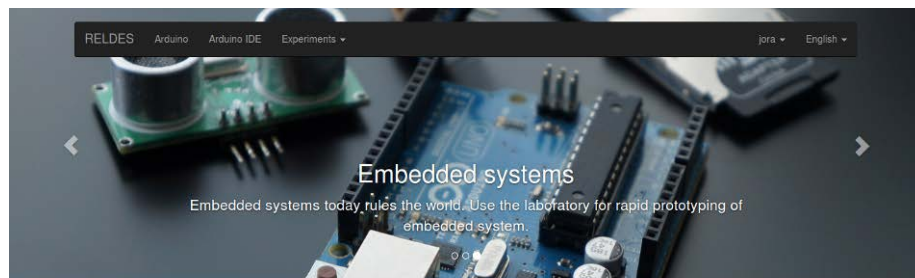 RELDES Arduino Arduino IDE Experiments jora English
UNO
Embedded systems
Embedded systems today rules the world. Use the laboratory for rapid prototyping of
embedded system.